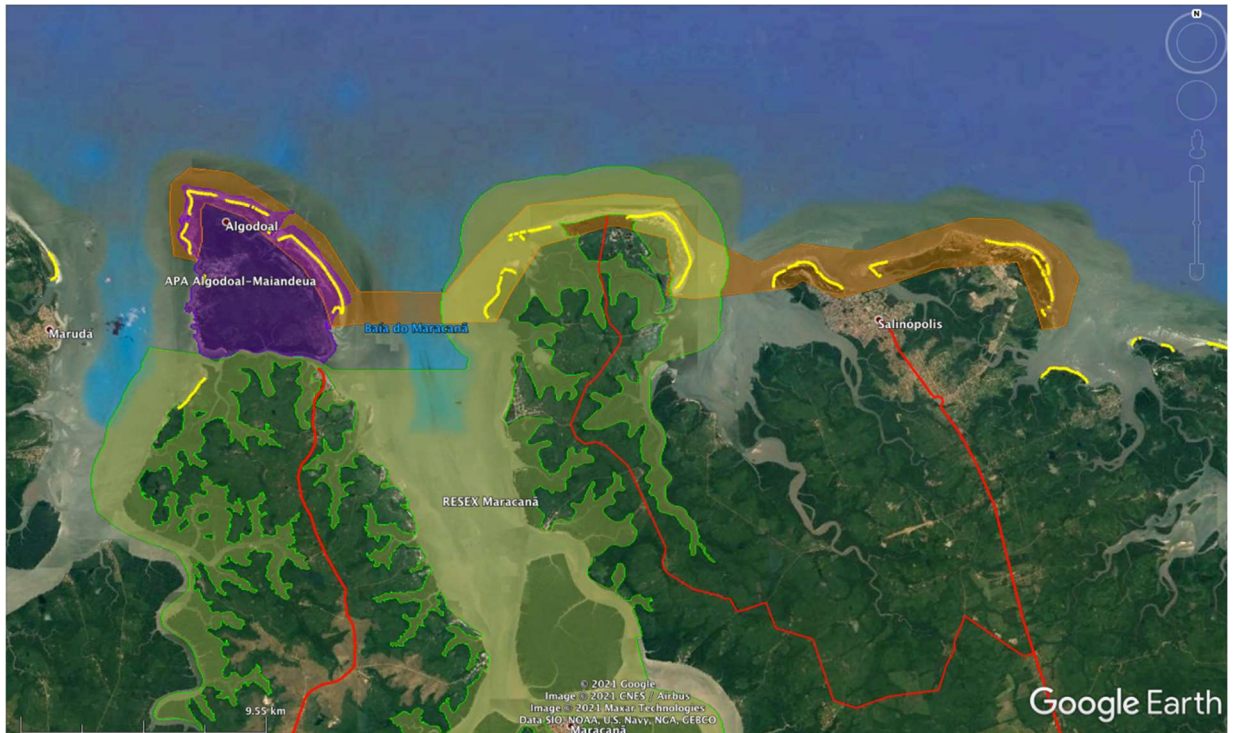 N
Algodoal
APA Algodoal-Maiandeua
Marudá
Baía do Maracanã
Salinópolis
RESEX Maracanã
© 2021 Google
Image © 2021 CNES / Airbus
Image © 2021 Maxar Technologies
Data SIO, NOAA, U.S. Navy, NGA, GEBCO
Maracanã
9.55 km
Google Earth